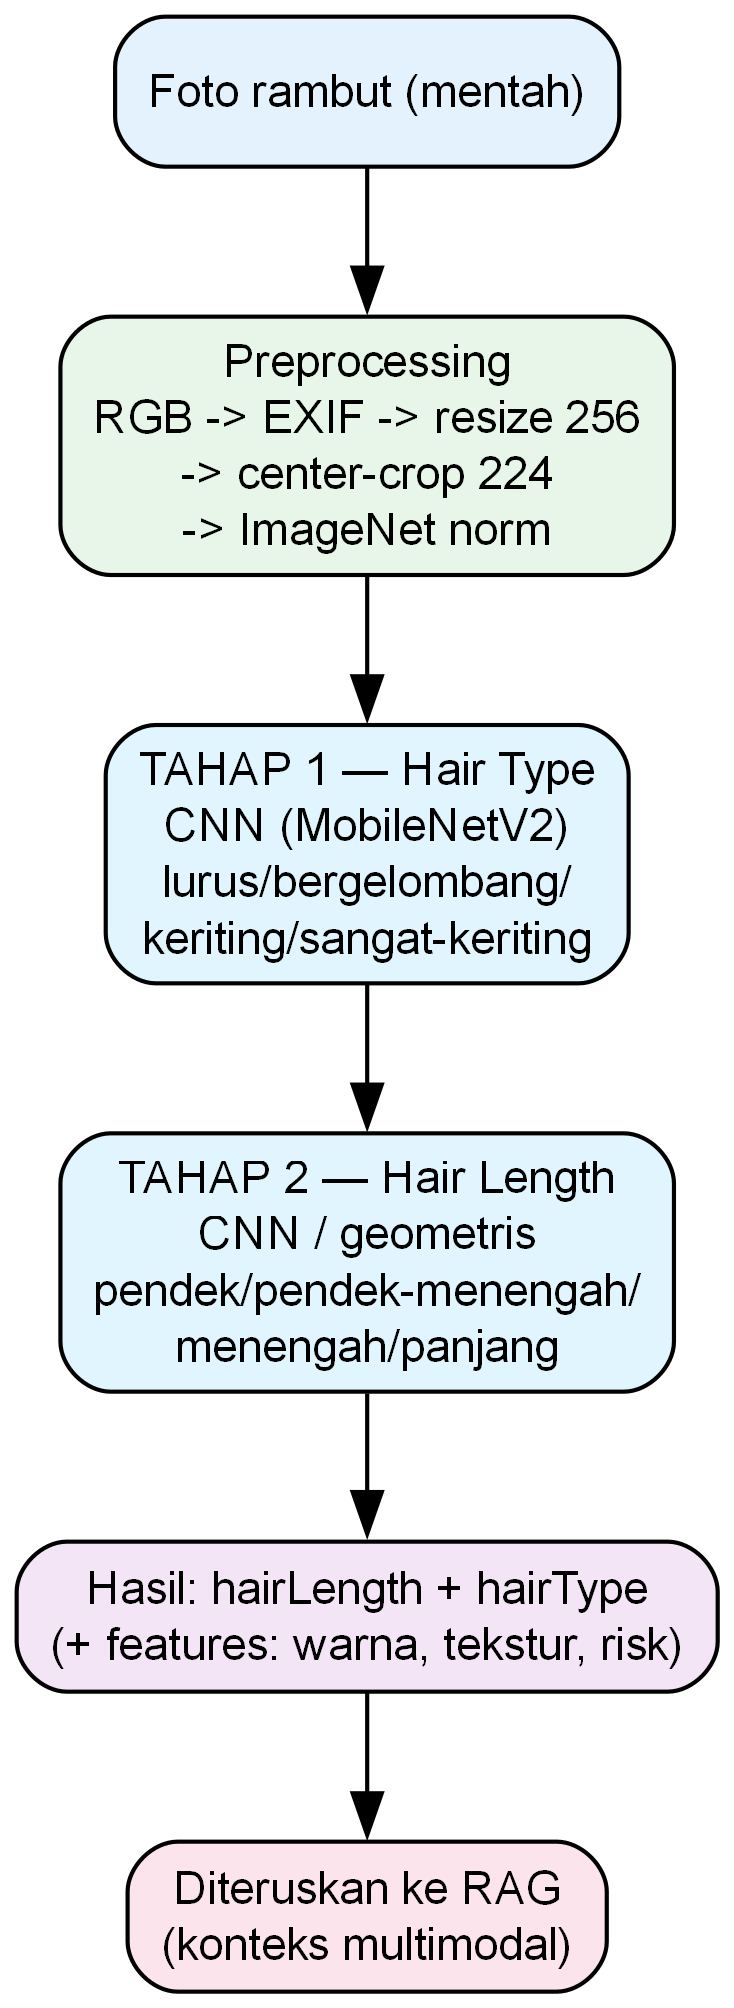 Foto rambut (mentah)
Preprocessing
RGB -> EXIF -> resize 256
-> center-crop 224
-> ImageNet norm
TAHAP 1 — Hair Type
CNN (MobileNetV2)
lurus/bergelombang/
keriting/sangat-keriting
TAHAP 2 — Hair Length
CNN / geometris
pendek/pendek-menengah/
menengah/panjang
Hasil: hairLength + hairType
(+ features: warna, tekstur, risk)
Diteruskan ke RAG
(konteks multimodal)